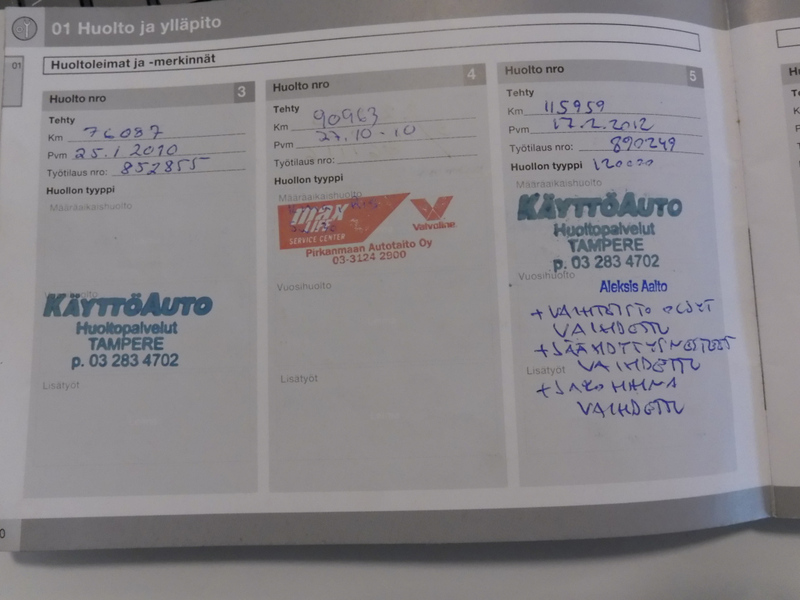 01 Huolto ja ylläpito
01
Huoltoleimat ja -merkinnät
Huolto nro 3
Tehty
Km 76087
Pvm 25.1 2010
Työtilaus nro: 852855
Huollon tyyppi
Määräaikaishuolto
KÄYTTÖAUTO
Huoltopalvelut
TAMPERE
p. 03 283 4702
Lisätyöt
Huolto nro 4
Tehty
Km 90963
Pvm 27.10-10
Työtilaus nro:
Huollon tyyppi
Määräaikaishuolto
max
life
SERVICE CENTER
Valvoline
Pirkanmaan Autotaito Oy
03-3124 2900
Vuosihuolto
Lisätyöt
Huolto nro 5
Tehty
Km 115959
Pvm 17.2.2012
Työtilaus nro: 890249
Huollon tyyppi 120000
Määräaikaishuolto
KÄYTTÖAUTO
Huoltopalvelut
TAMPERE
p. 03 283 4702
Vuosihuolto
Aleksis Aalto
+ VAIHTEISTO ÖLJYT
VAIHDETTU
+ JÄÄHDYTYSNESTEET
Lisätyöt VAIHDETTU
+ JAKOHIHNA
VAIHDETTU